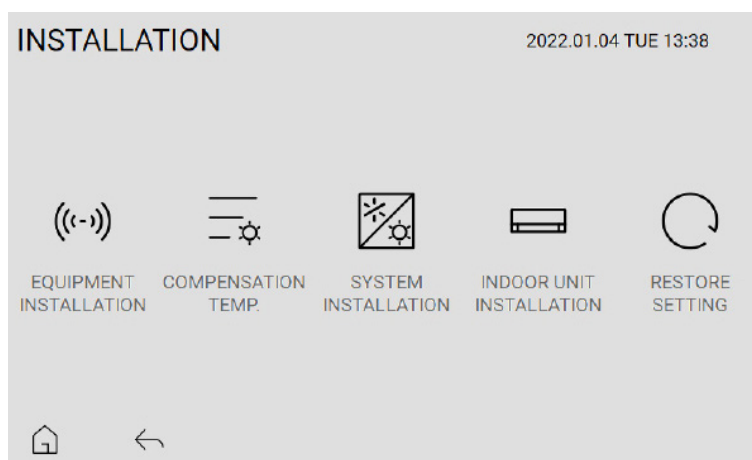 INSTALLATION
2022.01.04 TUE 13:38
EQUIPMENT
INSTALLATION
COMPENSATION
TEMP.
SYSTEM
INSTALLATION
INDOOR UNIT
INSTALLATION
RESTORE
SETTING